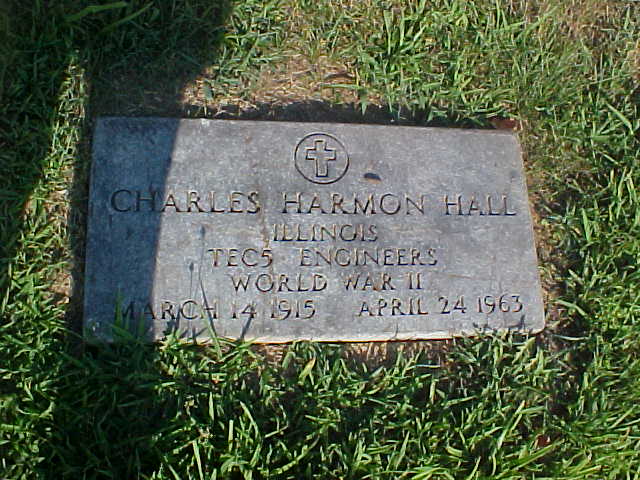 CHARLES HARMON HALL
ILLINOIS
TEC5 ENGINEERS
WORLD WAR II
MARCH 14 1915 APRIL 24 1963